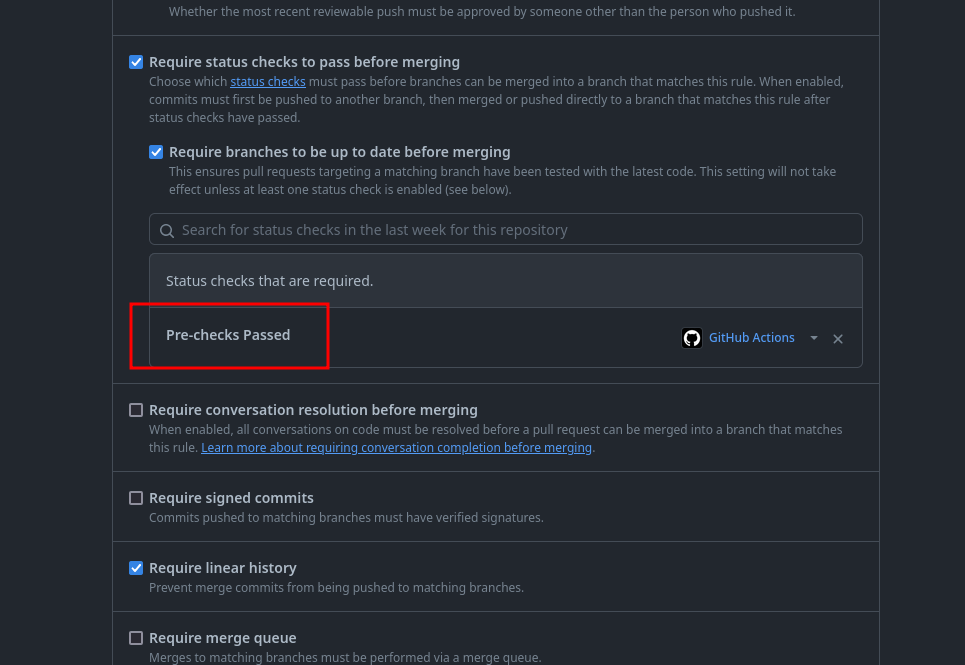 Whether the most recent reviewable push must be approved by someone other than the person who pushed it.
Require status checks to pass before merging
Choose which status checks must pass before branches can be merged into a branch that matches this rule. When enabled,
commits must first be pushed to another branch, then merged or pushed directly to a branch that matches this rule after
status checks have passed.
Require branches to be up to date before merging
This ensures pull requests targeting a matching branch have been tested with the latest code. This setting will not take
effect unless at least one status check is enabled (see below).
Search for status checks in the last week for this repository
Status checks that are required.
Pre-checks Passed
GitHub Actions
Require conversation resolution before merging
When enabled, all conversations on code must be resolved before a pull request can be merged into a branch that matches
this rule. Learn more about requiring conversation completion before merging.
Require signed commits
Commits pushed to matching branches must have verified signatures.
Require linear history
Prevent merge commits from being pushed to matching branches.
Require merge queue
Merges to matching branches must be performed via a merge queue.